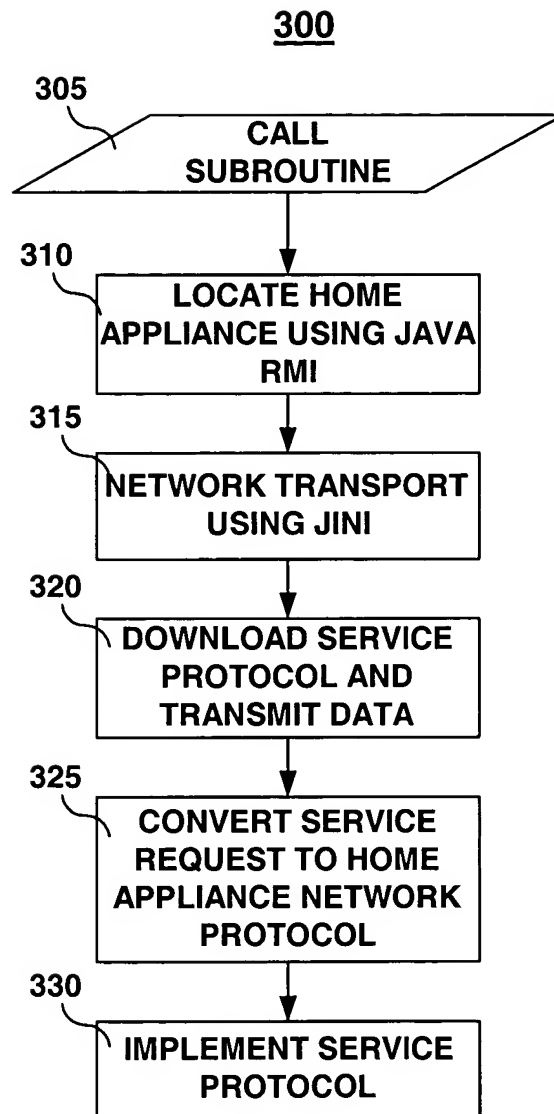 300
305
CALL
SUBROUTINE
310
LOCATE HOME
APPLIANCE USING JAVA
RMI
315
NETWORK TRANSPORT
USING JINI
320
DOWNLOAD SERVICE
PROTOCOL AND
TRANSMIT DATA
325
CONVERT SERVICE
REQUEST TO HOME
APPLIANCE NETWORK
PROTOCOL
330
IMPLEMENT SERVICE
PROTOCOL